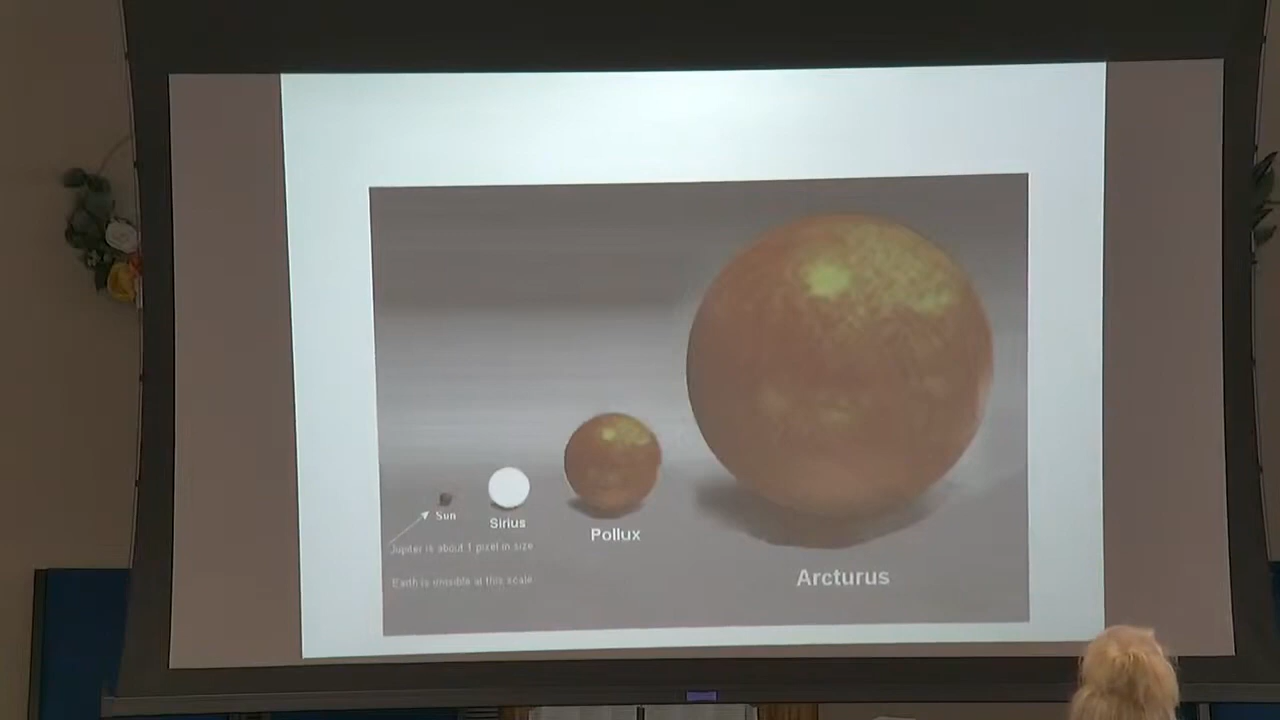 Sun
Sirius
Jupiter is about 1 pixel in size
Pollux
Earth is invisible at this scale
Arcturus